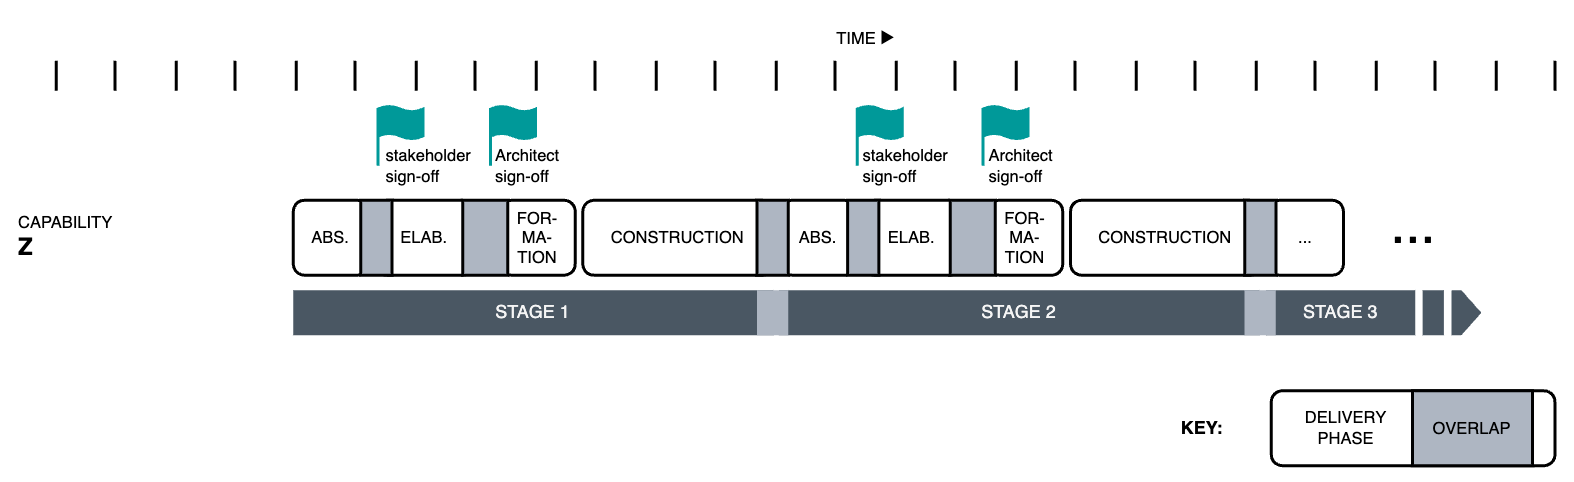 TIME ▶
stakeholder
sign-off
Architect
sign-off
stakeholder
sign-off
Architect
sign-off
CAPABILITY
Z
ABS.
ELAB.
FOR-
MA-
TION
CONSTRUCTION
ABS.
ELAB.
FOR-
MA-
TION
CONSTRUCTION
...
...
STAGE 1
STAGE 2
STAGE 3
KEY:
DELIVERY
PHASE
OVERLAP